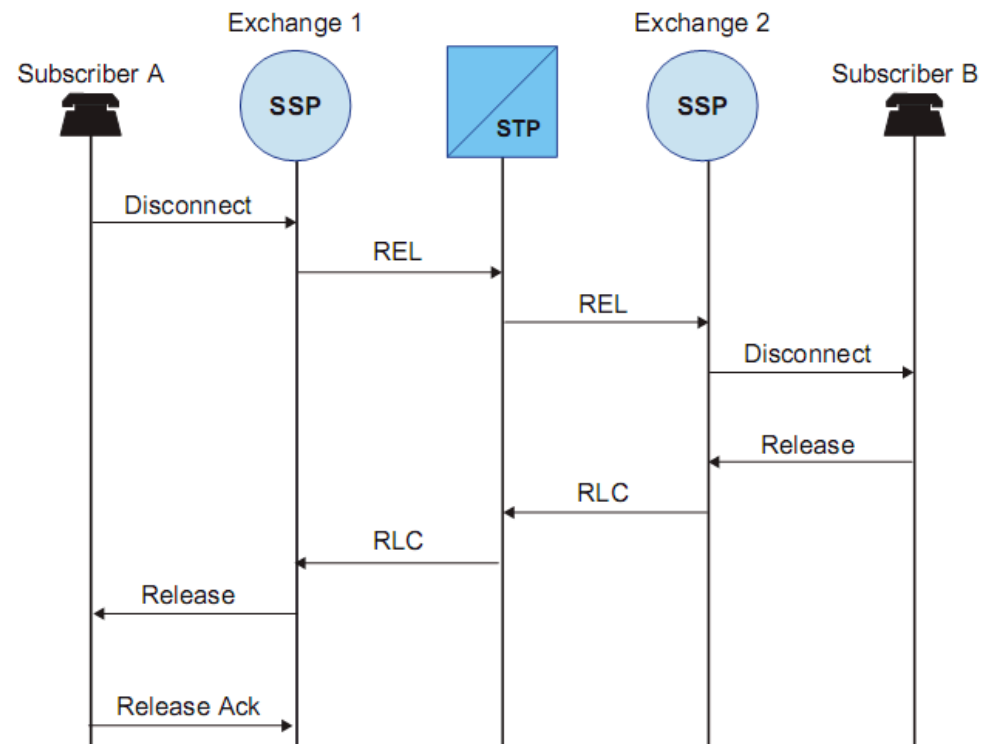 Exchange 1
Exchange 2
Subscriber A
Subscriber B
SSP
STP
SSP
Disconnect
REL
REL
Disconnect
Release
RLC
RLC
Release
Release Ack